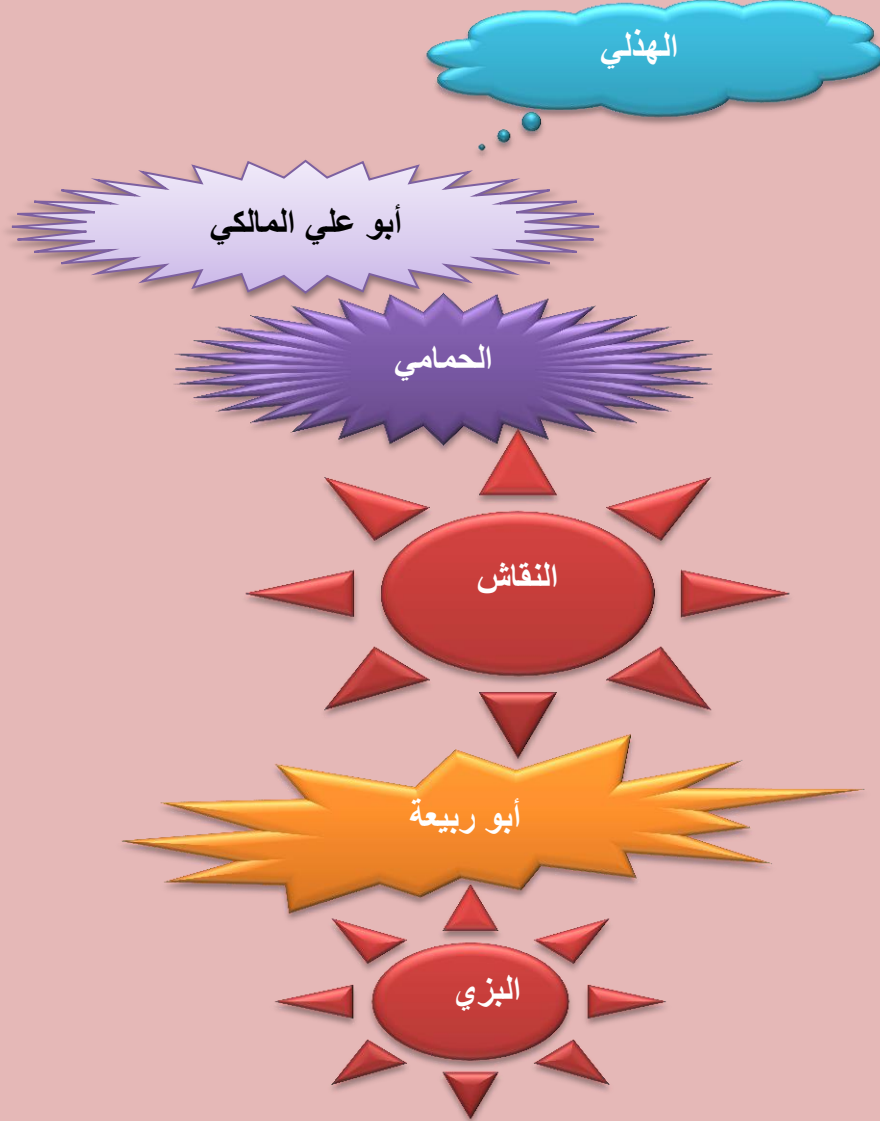 الهذلي
أبو علي المالكي
الحمامي
النقاش
أبو ربيعة
البزي